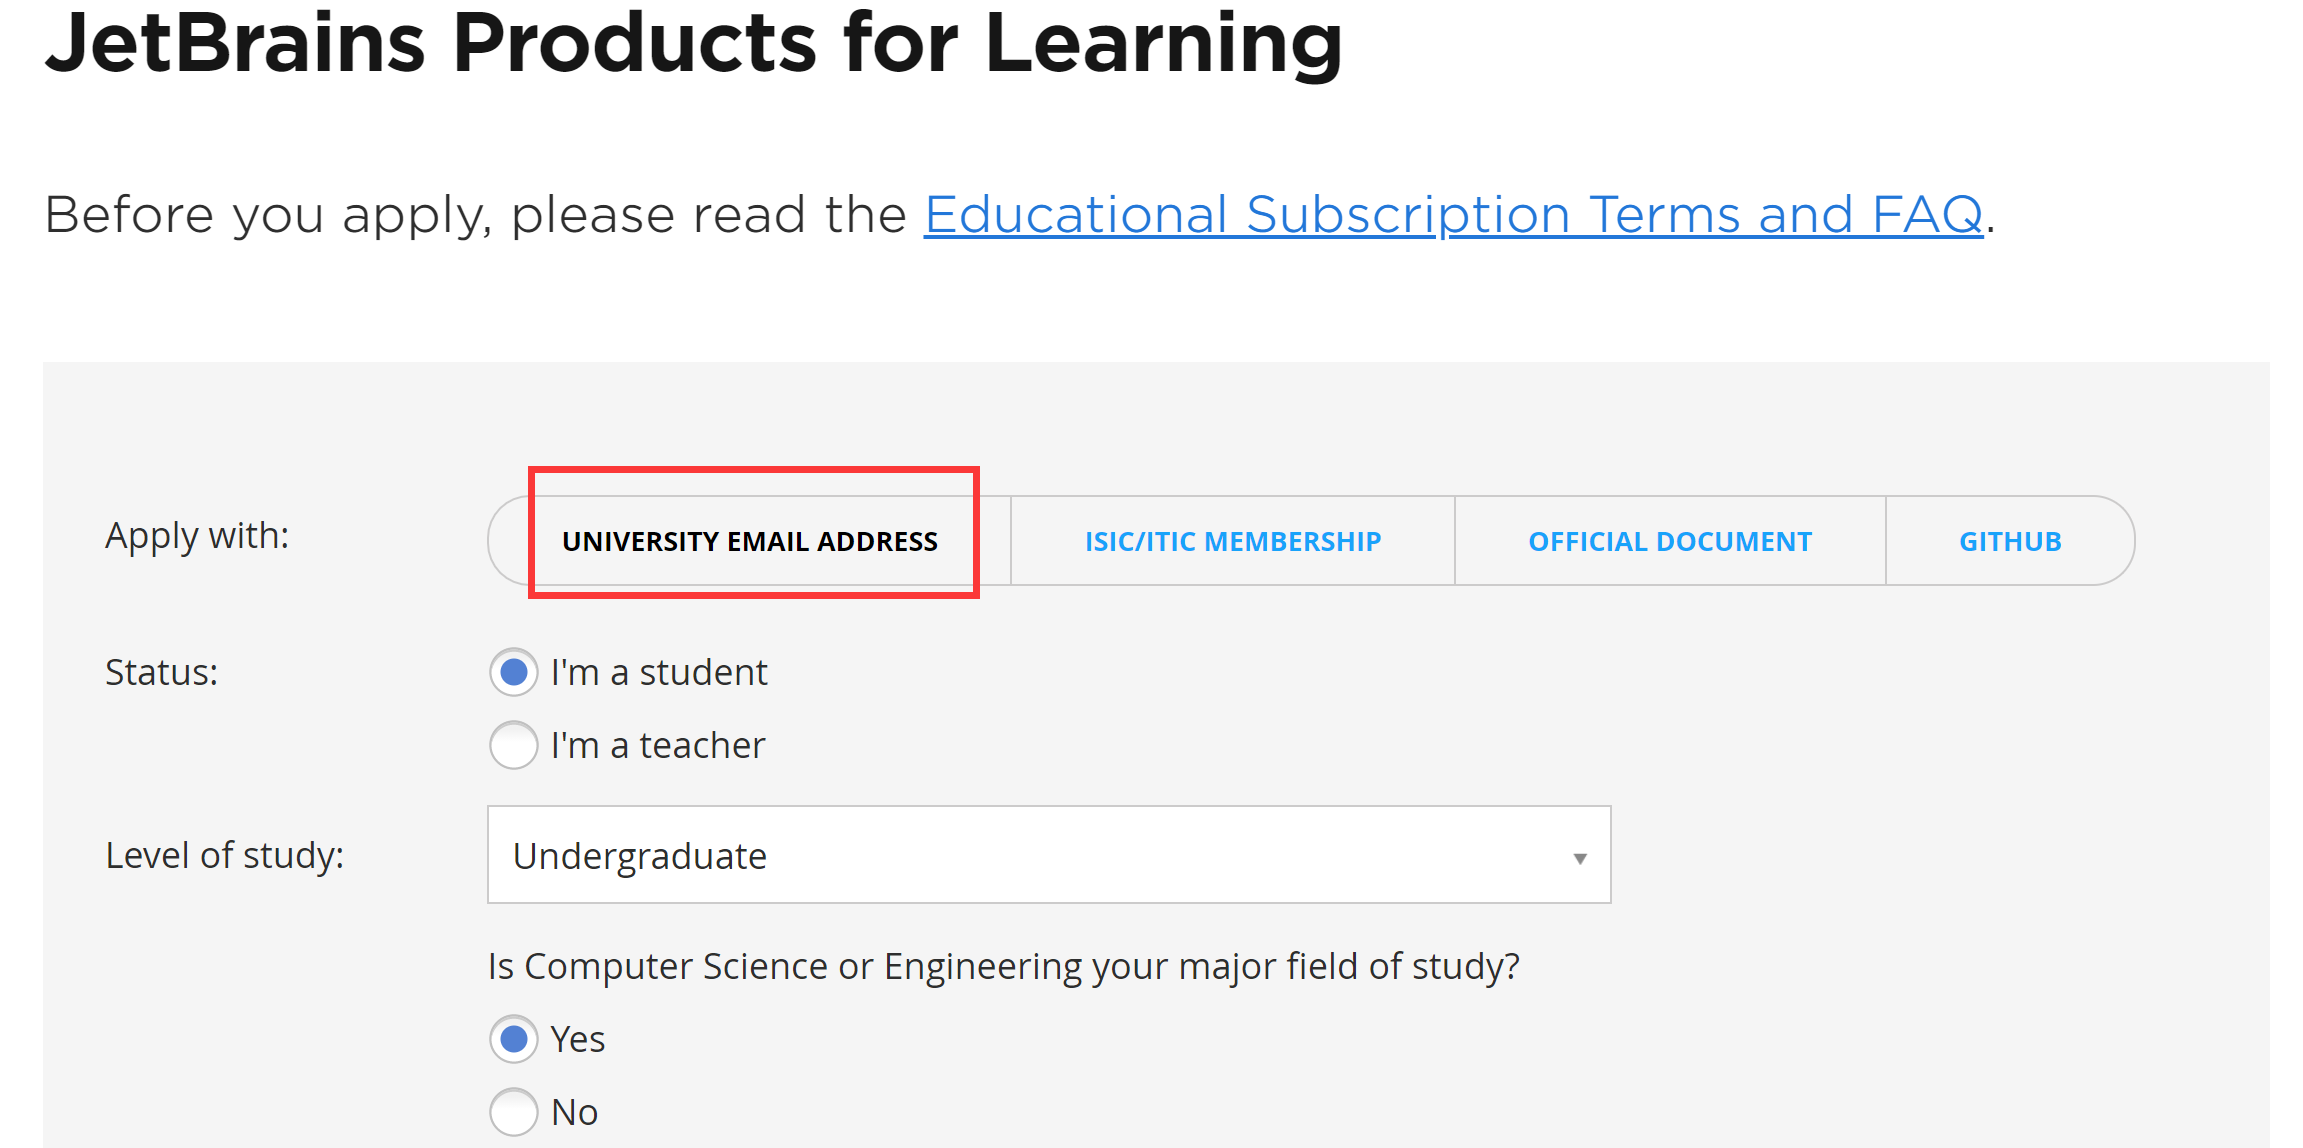 JetBrains Products for Learning
Before you apply, please read the Educational Subscription Terms and FAQ.
Apply with:
UNIVERSITY EMAIL ADDRESS
ISIC/ITIC MEMBERSHIP
OFFICIAL DOCUMENT
GITHUB
Status:
I'm a student
I'm a teacher
Level of study:
Undergraduate
Is Computer Science or Engineering your major field of study?
Yes
No